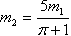 m₂ = 5m₁ / (π + 1)